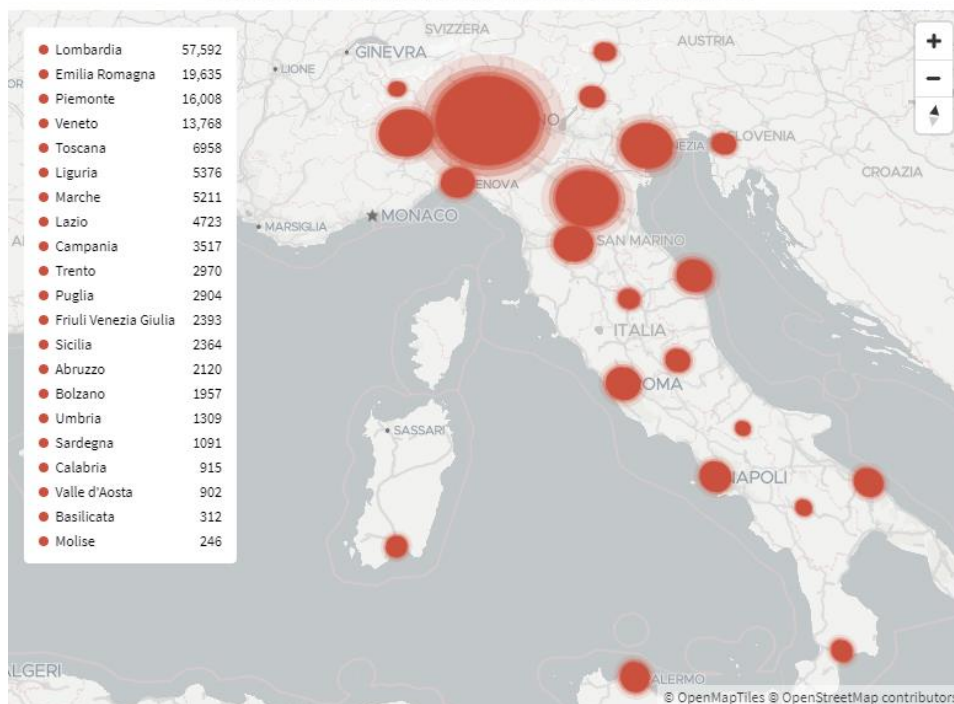 Lombardia 57,592
Emilia Romagna 19,635
Piemonte 16,008
Veneto 13,768
Toscana 6958
Liguria 5376
Marche 5211
Lazio 4723
Campania 3517
Trento 2970
Puglia 2904
Friuli Venezia Giulia 2393
Sicilia 2364
Abruzzo 2120
Bolzano 1957
Umbria 1309
Sardegna 1091
Calabria 915
Valle d'Aosta 902
Basilicata 312
Molise 246
SVIZZERA
AUSTRIA
GINEVRA
LIONE
SLOVENIA
CROAZIA
MARSIGLIA
MONACO
SAN MARINO
ITALIA
SASSARI
© OpenMapTiles © OpenStreetMap contributors